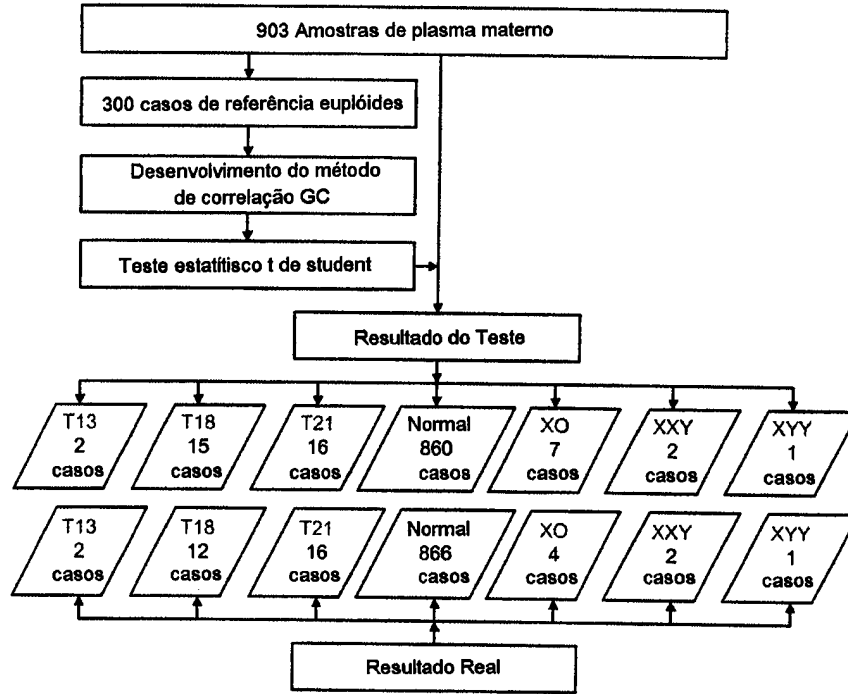 903 Amostras de plasma materno
300 casos de referência euplóides
Desenvolvimento do método
de correlação GC
Teste estatítisco t de student
Resultado do Teste
T13
2
casos
T18
15
casos
T21
16
casos
Normal
860
casos
XO
7
casos
XXY
2
casos
XYY
1
casos
T13
2
casos
T18
12
casos
T21
16
casos
Normal
866
casos
XO
4
casos
XXY
2
casos
XYY
1
casos
Resultado Real